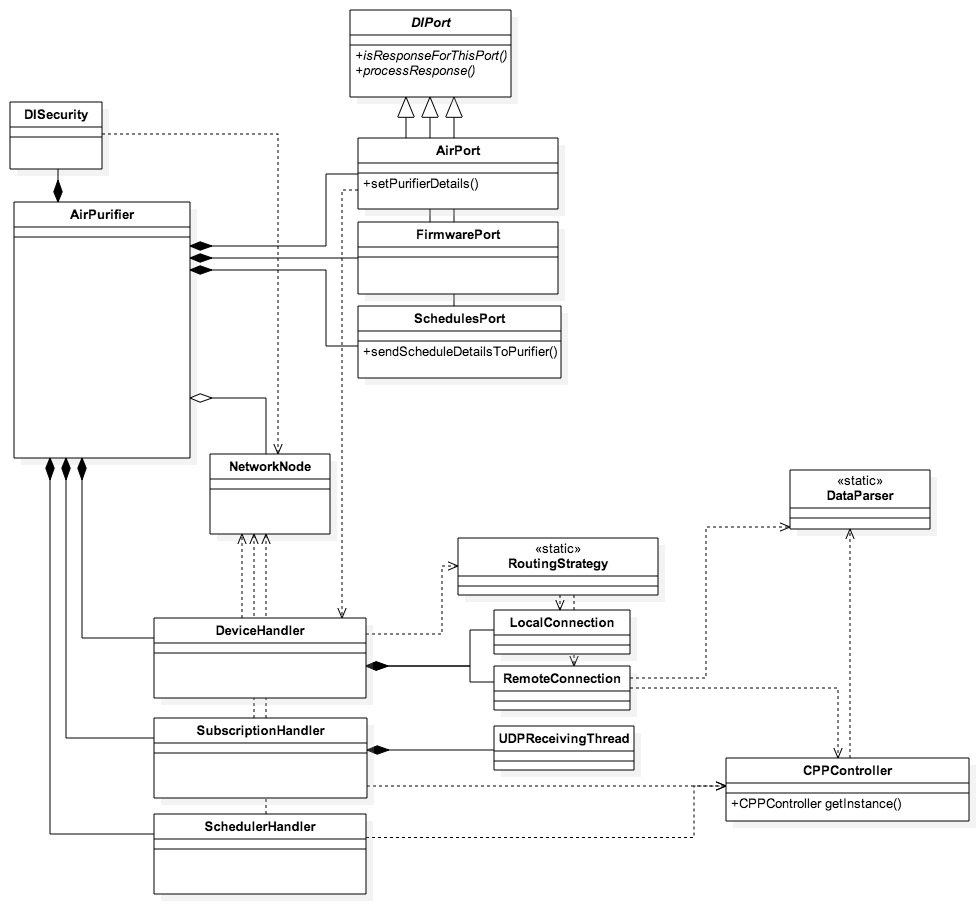 DIPort
+isResponseForThisPort()
+processResponse()
DISecurity
AirPort
+setPurifierDetails()
AirPurifier
FirmwarePort
SchedulesPort
+sendScheduleDetailsToPurifier()
NetworkNode
«static»
DataParser
«static»
RoutingStrategy
LocalConnection
DeviceHandler
RemoteConnection
SubscriptionHandler
UDPReceivingThread
CPPController
+CPPController getInstance()
SchedulerHandler